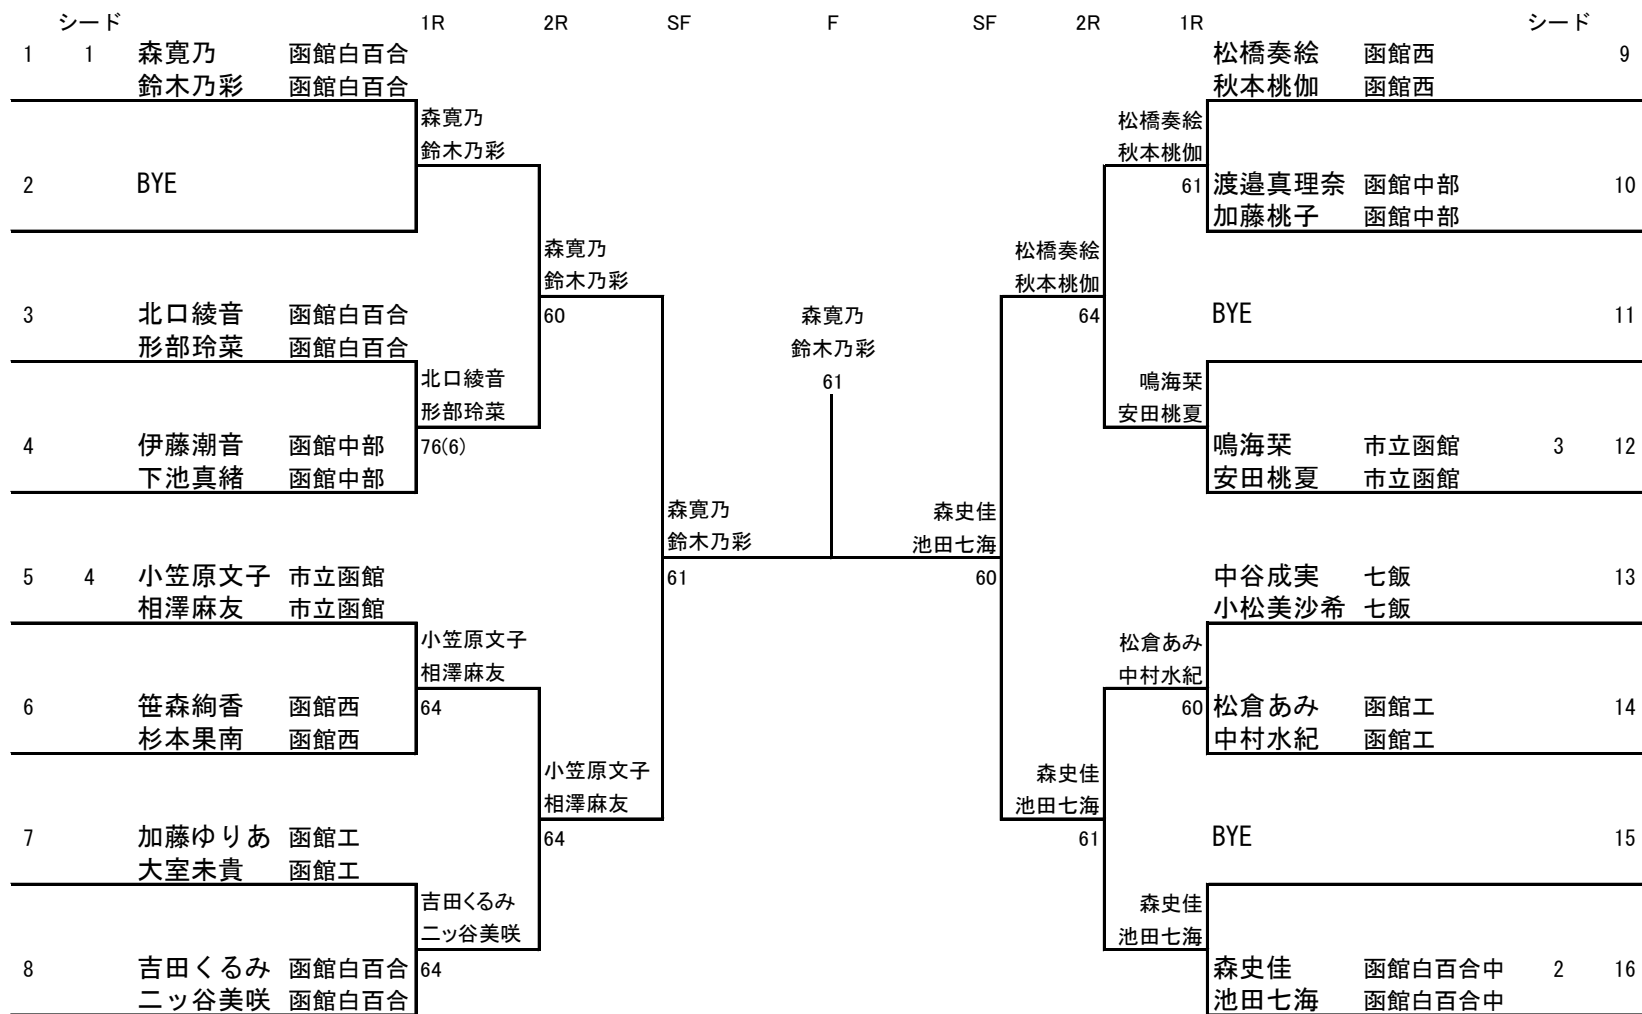 シード 1R 2R SF F SF 2R 1R シード
1 1 森寛乃 函館白百合 松橋奏絵 函館西 9
鈴木乃彩 函館白百合 秋本桃伽 函館西
森寛乃 松橋奏絵
鈴木乃彩 秋本桃伽
2 BYE 61 渡邉真理奈 函館中部 10
加藤桃子 函館中部
森寛乃 松橋奏絵
鈴木乃彩 秋本桃伽
3 北口綾音 函館白百合 60 森寛乃 64 BYE 11
形部玲菜 函館白百合 鈴木乃彩
北口綾音 61 鳴海栞
形部玲菜 安田桃夏
4 伊藤潮音 函館中部 76(6) 鳴海栞 市立函館 3 12
下池真緒 函館中部 安田桃夏 市立函館
森寛乃 森史佳
鈴木乃彩 池田七海
5 4 小笠原文子 市立函館 61 60 中谷成実 七飯 13
相澤麻友 市立函館 小松美沙希 七飯
小笠原文子 松倉あみ
相澤麻友 中村水紀
6 笹森絢香 函館西 64 60 松倉あみ 函館工 14
杉本果南 函館西 中村水紀 函館工
小笠原文子 森史佳
相澤麻友 池田七海
7 加藤ゆりあ 函館工 64 61 BYE 15
大室未貴 函館工
吉田くるみ 森史佳
二ッ谷美咲 池田七海
8 吉田くるみ 函館白百合 64 森史佳 函館白百合中 2 16
二ッ谷美咲 函館白百合 池田七海 函館白百合中